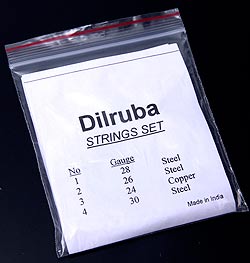 Dilruba
STRINGS SET
No Gauge
1 28 Steel
2 26 Steel
3 24 Copper
4 30 Steel
Made in India